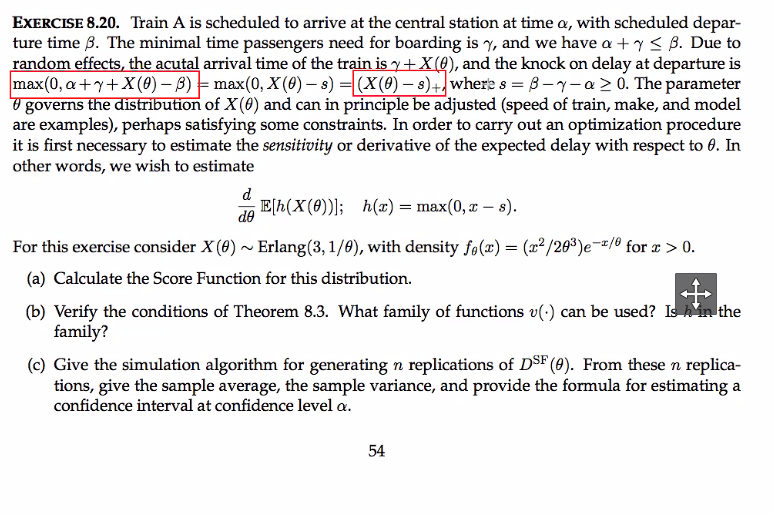 EXERCISE 8.20. Train A is scheduled to arrive at the central station at time α, with scheduled depar-
ture time β. The minimal time passengers need for boarding is γ, and we have α + γ ≤ β. Due to
random effects, the acutal arrival time of the train is γ + X(θ), and the knock on delay at departure is
max(0, α + γ + X(θ) − β) = max(0, X(θ) − s) = (X(θ) − s)₊, where s = β − γ − α ≥ 0. The parameter
θ governs the distribution of X(θ) and can in principle be adjusted (speed of train, make, and model
are examples), perhaps satisfying some constraints. In order to carry out an optimization procedure
it is first necessary to estimate the sensitivity or derivative of the expected delay with respect to θ. In
other words, we wish to estimate
d/dθ 𝔼[h(X(θ))]; h(x) = max(0, x − s).
For this exercise consider X(θ) ∼ Erlang(3, 1/θ), with density fθ(x) = (x²/2θ³)e^(−x/θ) for x > 0.
(a) Calculate the Score Function for this distribution.
(b) Verify the conditions of Theorem 8.3. What family of functions v(·) can be used? Is h in the
family?
(c) Give the simulation algorithm for generating n replications of D^SF(θ). From these n replica-
tions, give the sample average, the sample variance, and provide the formula for estimating a
confidence interval at confidence level α.
54